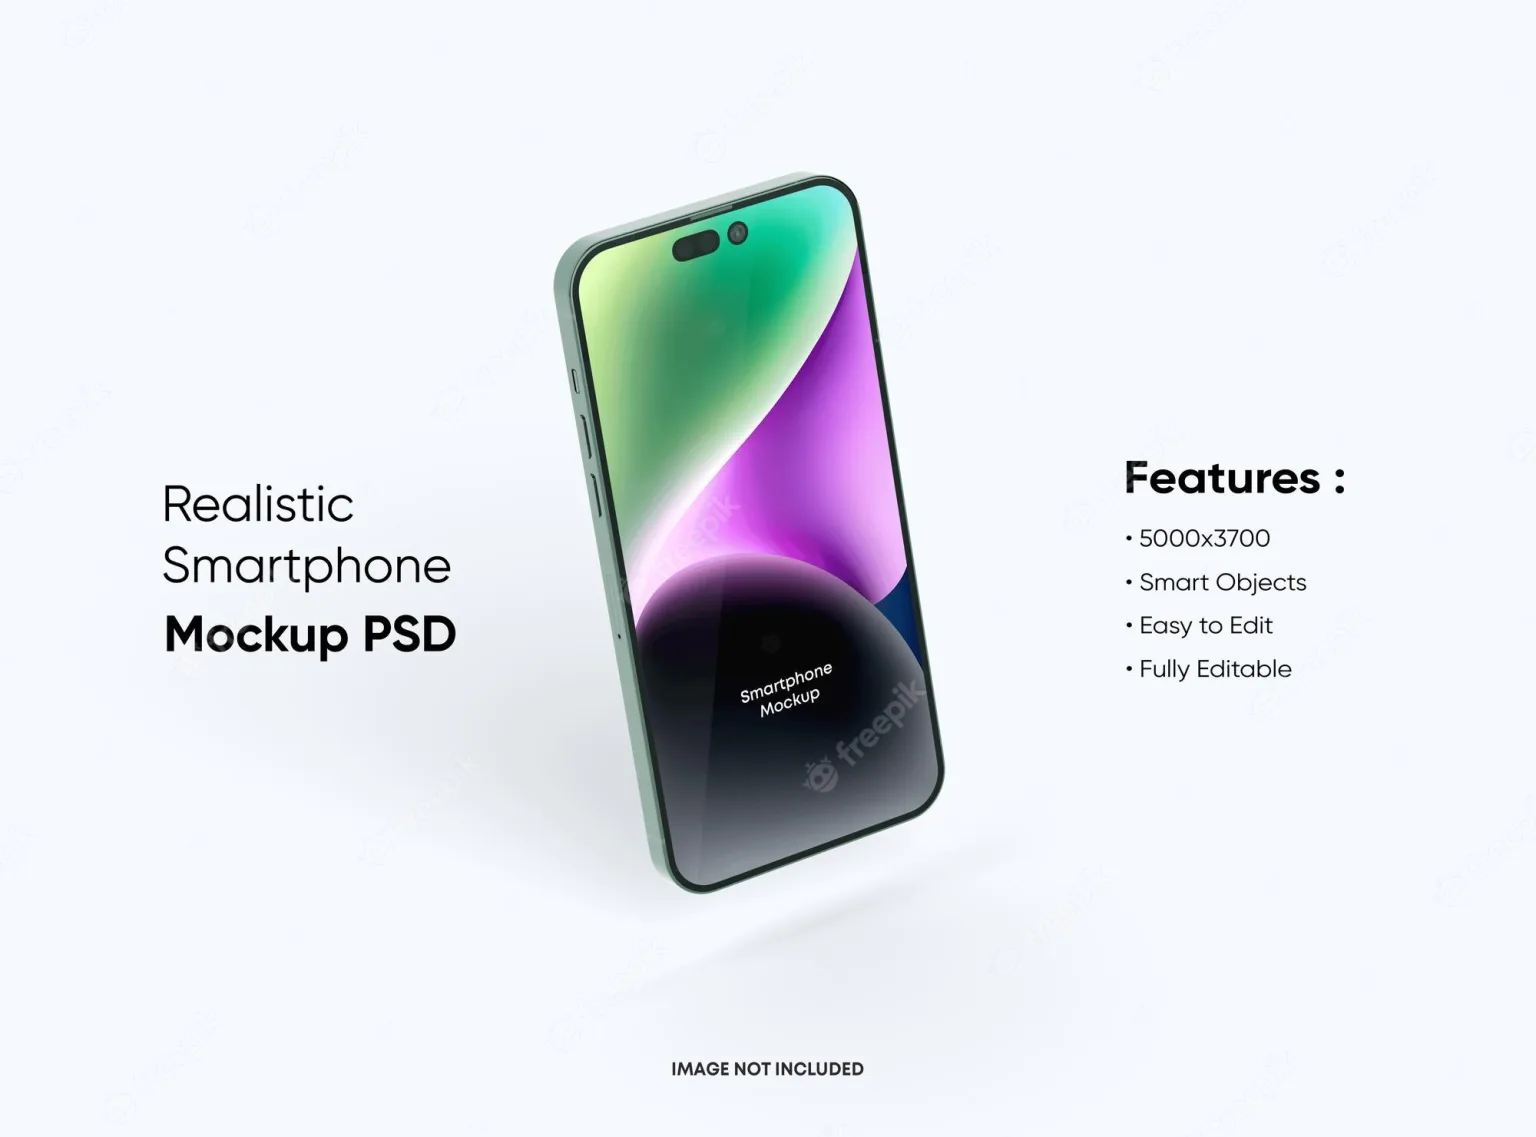 Realistic
Smartphone
Mockup PSD
Smartphone
Mockup
freepik
freepik
Features :
• 5000x3700
• Smart Objects
• Easy to Edit
• Fully Editable
IMAGE NOT INCLUDED